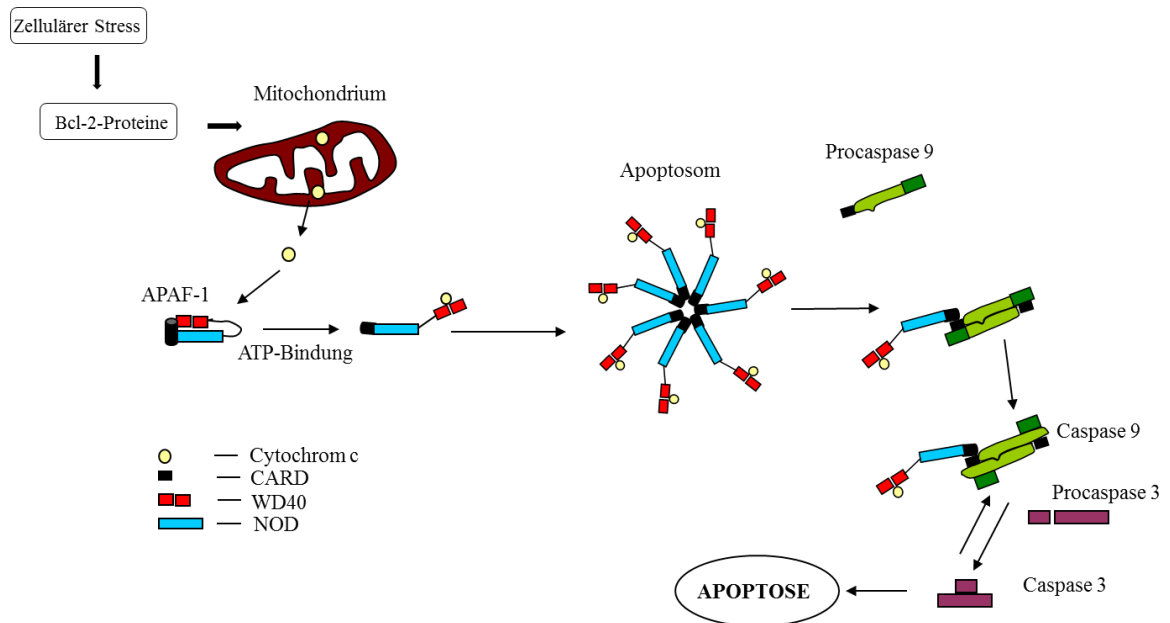 Zellulärer Stress
Bcl-2-Proteine
Mitochondrium
Apoptosom
Procaspase 9
APAF-1
ATP-Bindung
Cytochrom c
CARD
WD40
NOD
Caspase 9
Procaspase 3
Caspase 3
APOPTOSE